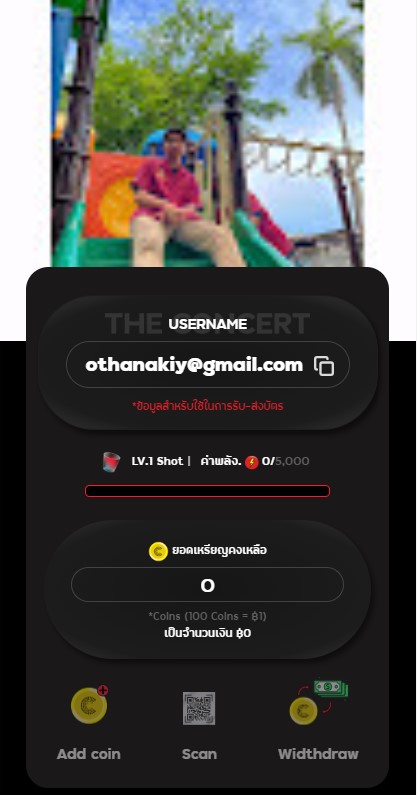 THE CONCERT
USERNAME
othanakiy@gmail.com
*ข้อมูลสำหรับใช้ในการรับ-ส่งบัตร
LV.1 Shot | ค่าพลัง. 0/5,000
ยอดเหรียญคงเหลือ
0
*Coins (100 Coins = ฿1)
เป็นจำนวนเงิน ฿0
Add coin Scan Widthdraw